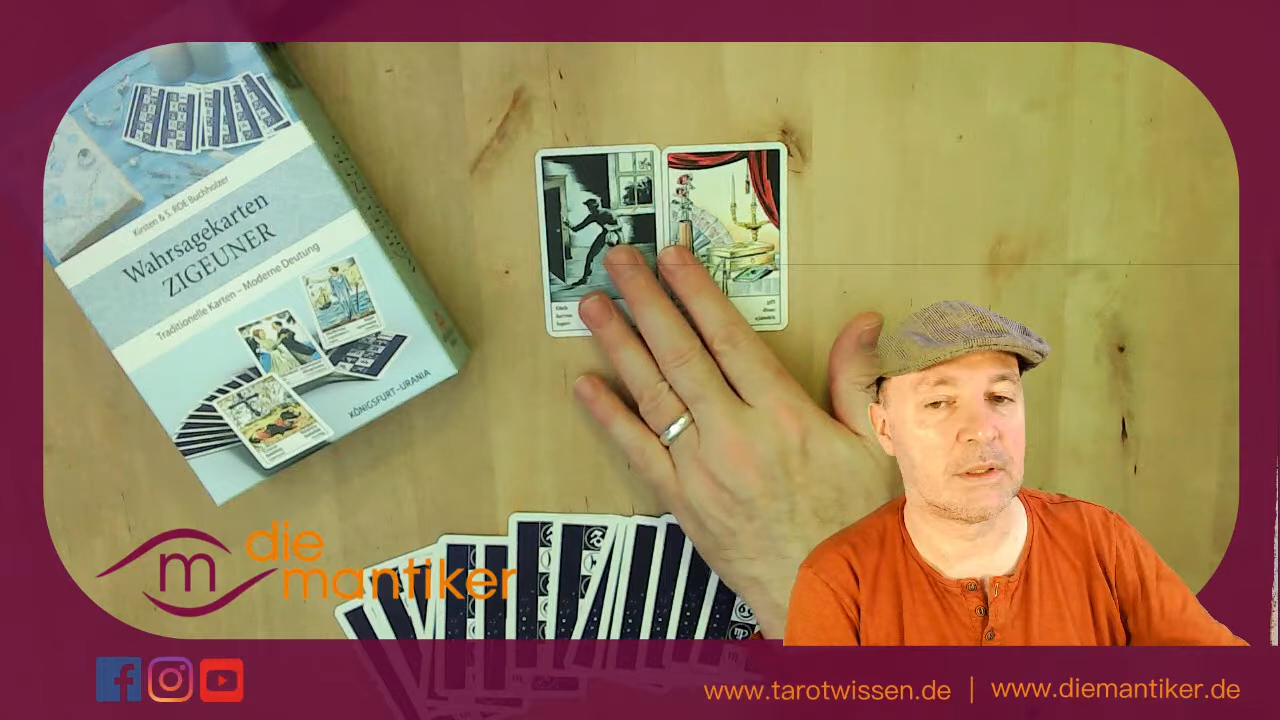 Kirsten & S. ROE Buchholzer
Wahrsagekarten
ZIGEUNER
Traditionelle Karten – Moderne Deutung
KÖNIGSFURT–URANIA
m
die
mantiker
www.tarotwissen.de | www.diemantiker.de